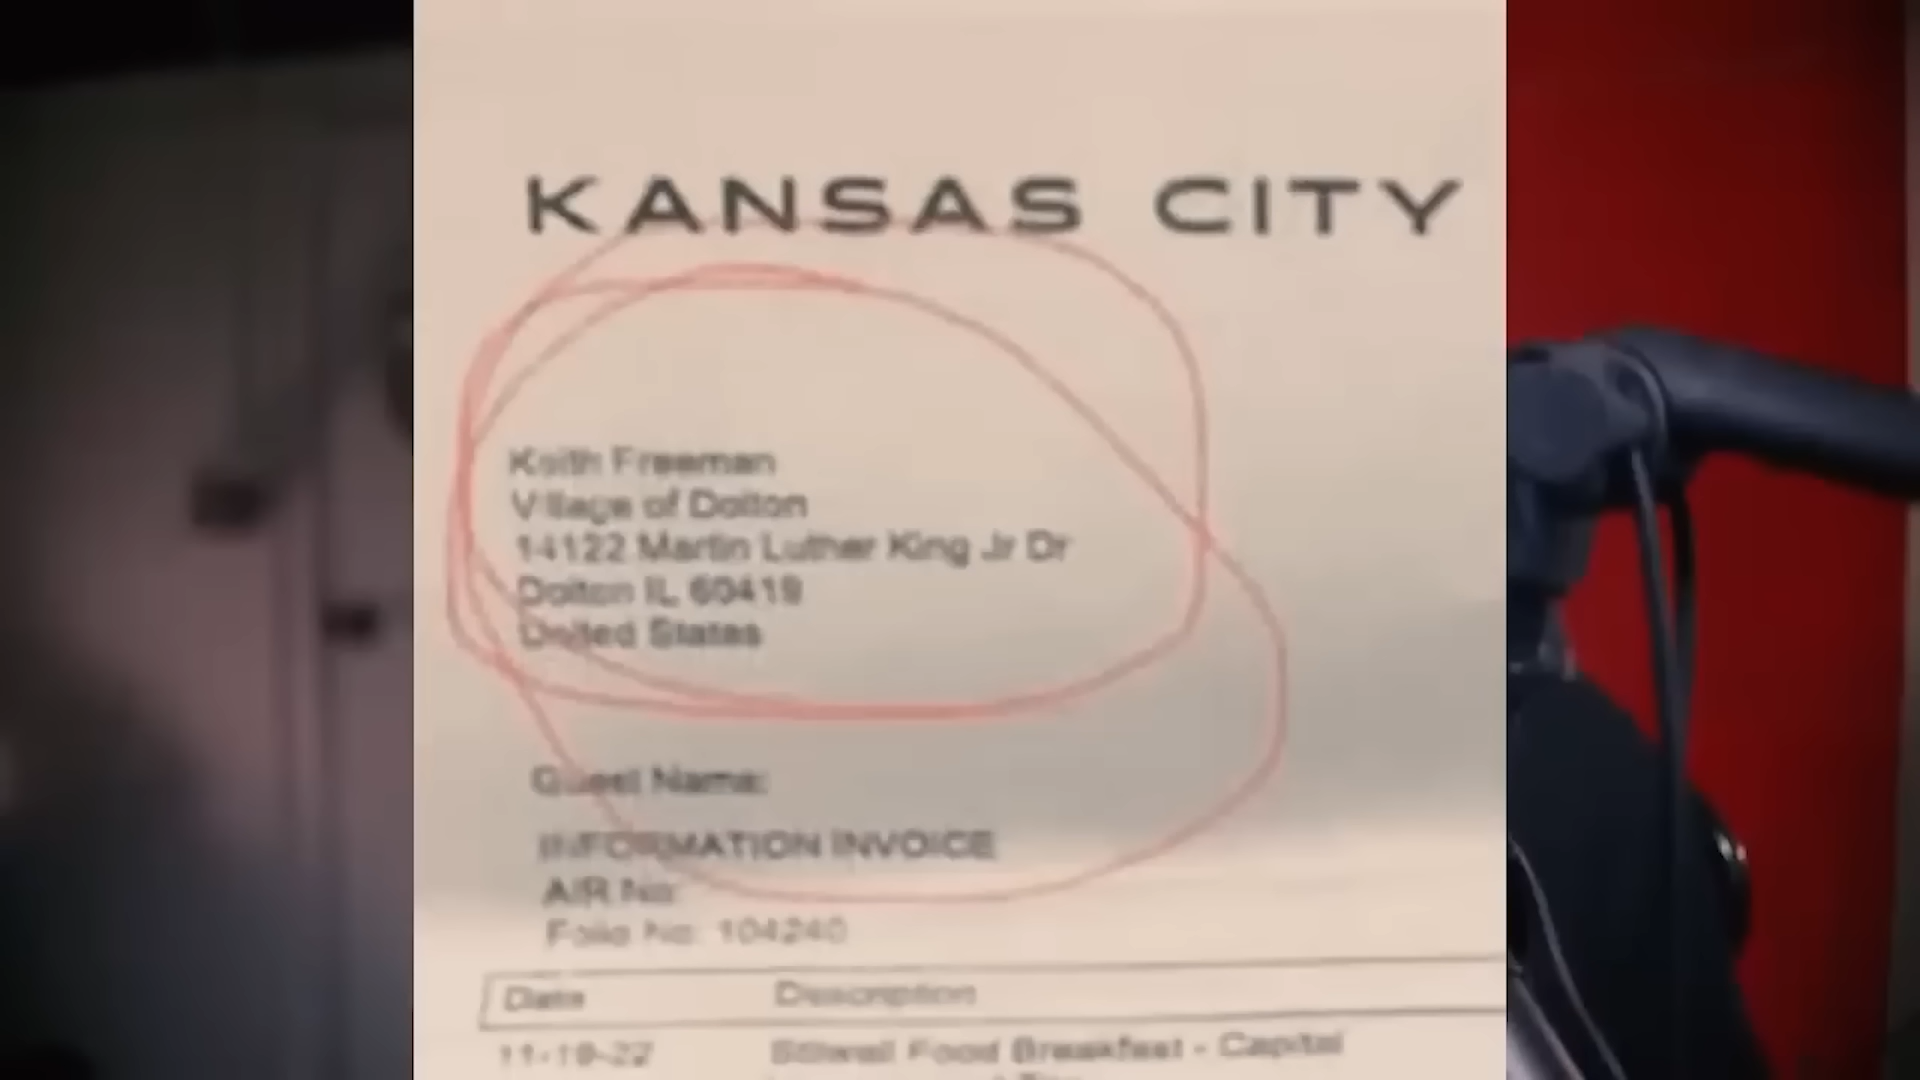 KANSAS CITY
Keith Freeman
Village of Dolton
14122 Martin Luther King Jr Dr
Dolton IL 60419
United States
Guest Name:
INFORMATION INVOICE
A/R No:
Folio No: 104240
Date Description
11-19-22 Stilwell Food Breakfast - Capital